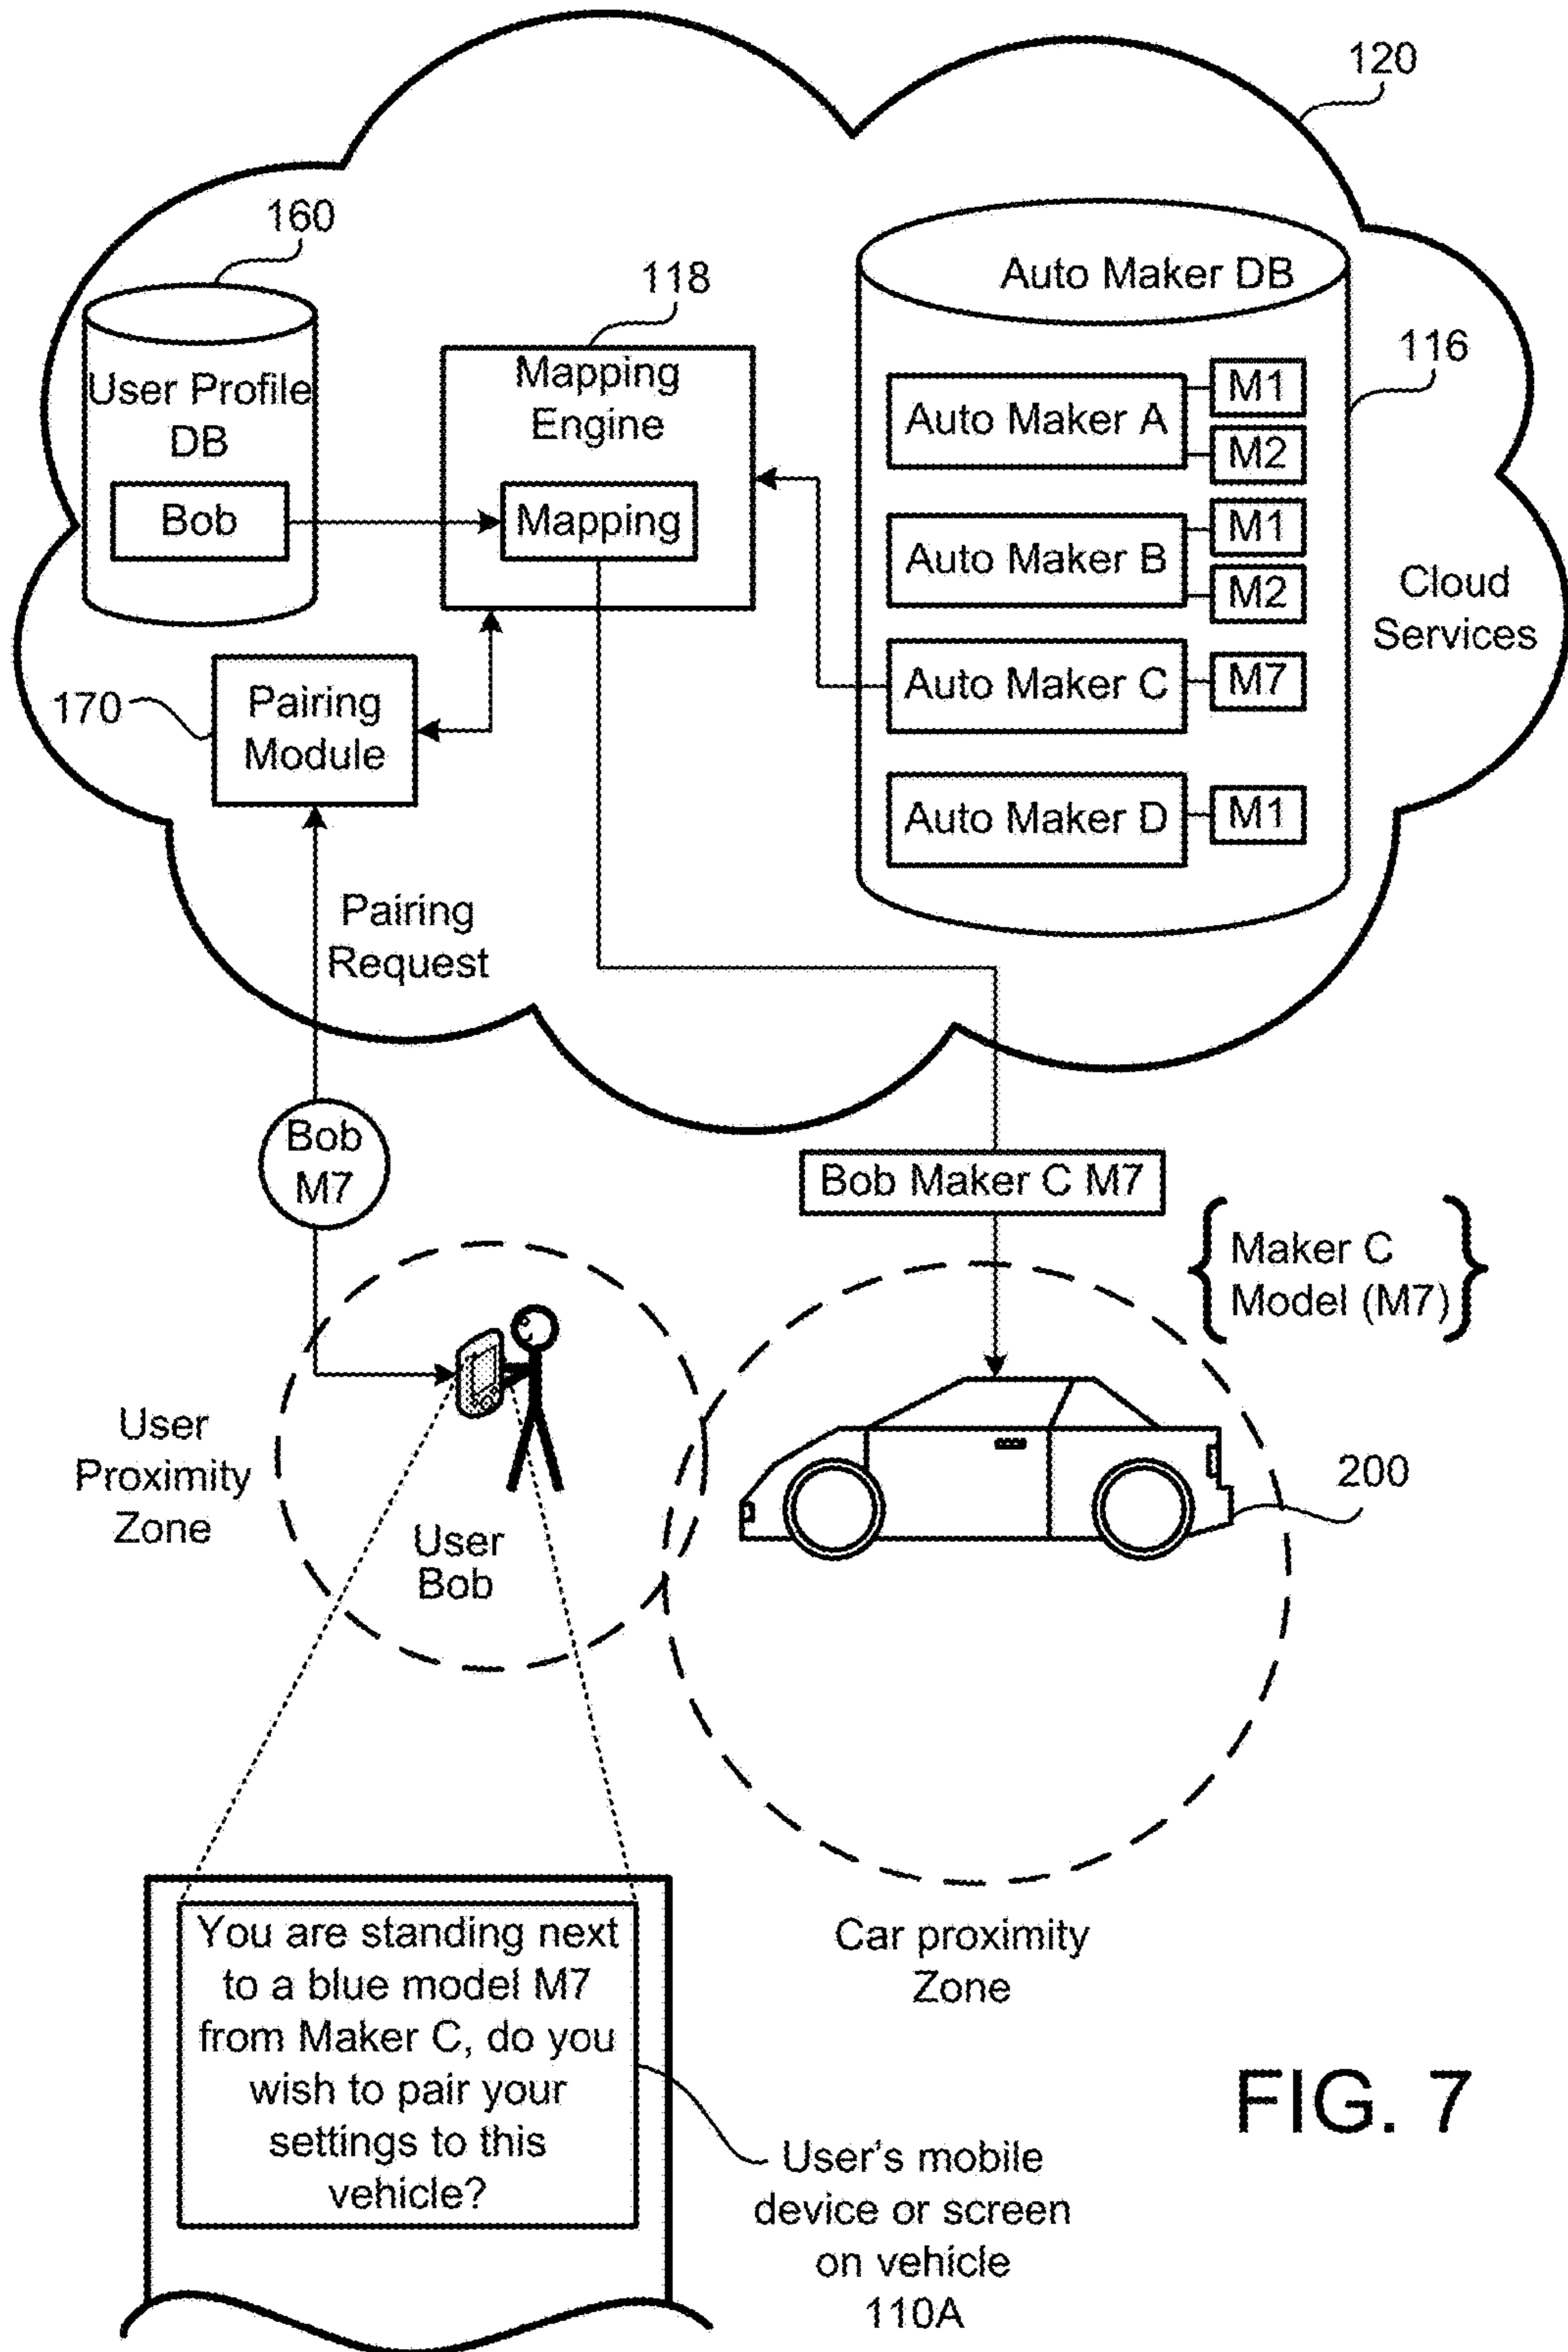 120
160
118
Auto Maker DB
116
User Profile
DB
Bob
Mapping
Engine
Mapping
Auto Maker A
M1
M2
Auto Maker B
M1
M2
Auto Maker C
M7
Auto Maker D
M1
Cloud
Services
170
Pairing
Module
Pairing
Request
Bob
M7
Bob Maker C M7
Maker C
Model (M7)
User
Proximity
Zone
User
Bob
200
Car proximity
Zone
You are standing next
to a blue model M7
from Maker C, do you
wish to pair your
settings to this
vehicle?
User's mobile
device or screen
on vehicle
110A
FIG. 7